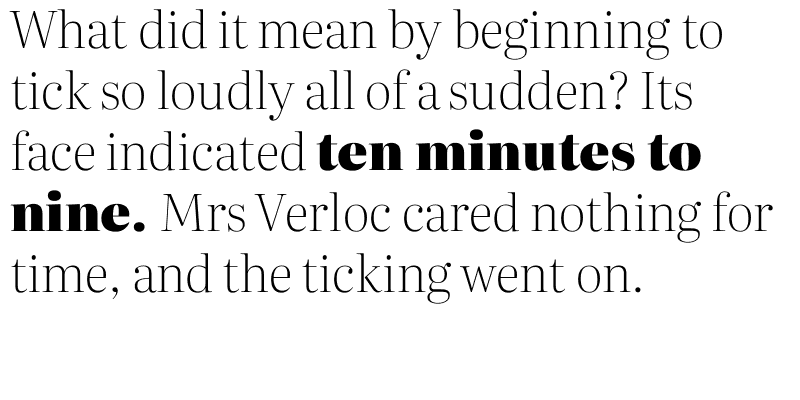 What did it mean by beginning to
tick so loudly all of a sudden? Its
face indicated ten minutes to
nine. Mrs Verloc cared nothing for
time, and the ticking went on.